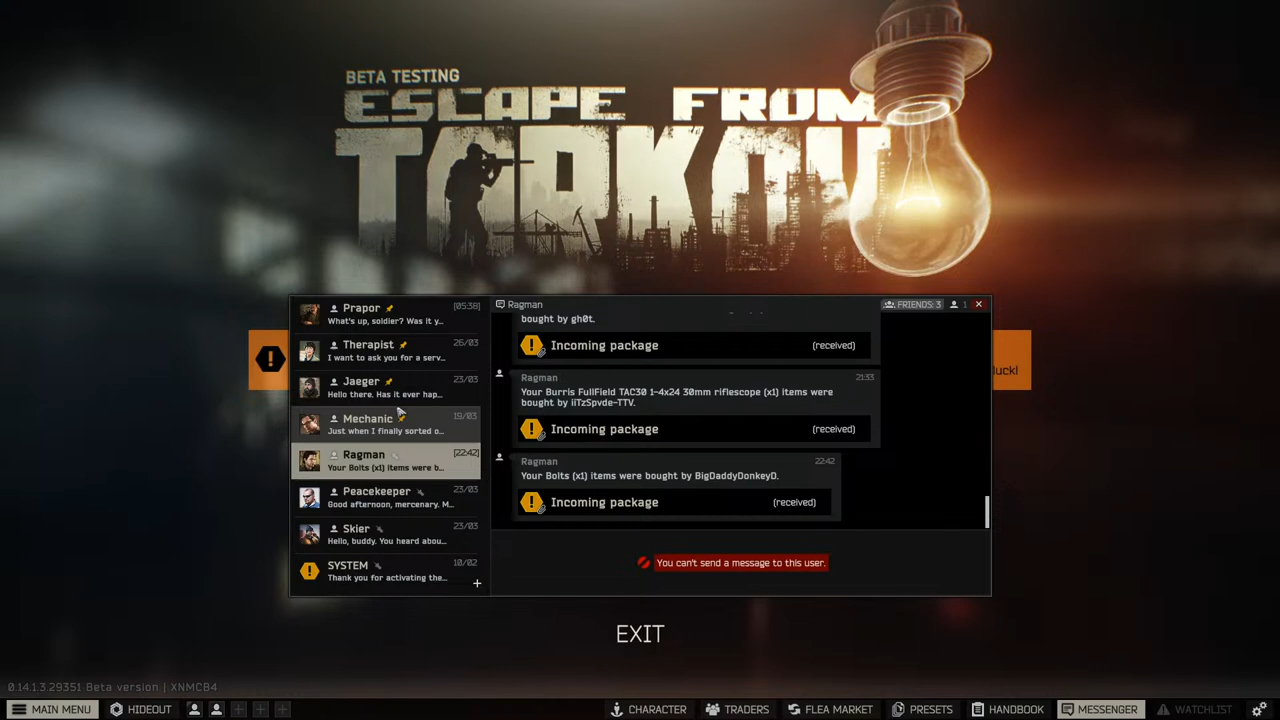 BETA TESTING
ESCAPE FROM
TARKOV
Prapor [05:38]
What's up, soldier? Was it y...
Therapist 26/03
I want to ask you for a serv...
Jaeger 23/03
Hello there. Has it ever hap...
Mechanic 19/03
Just when I finally sorted o...
Ragman [22:42]
Your Bolts (x1) items were b...
Peacekeeper 23/03
Good afternoon, mercenary. M...
Skier 23/03
Hello, buddy. You heard abou...
SYSTEM 10/02
Thank you for activating the...
+
Ragman
FRIENDS: 3 1
bought by gh0t.
Incoming package (received)
Ragman 21:33
Your Burris FullField TAC30 1-4x24 30mm riflescope (x1) items were
bought by iiTzSpvde-TTV.
Incoming package (received)
Ragman 22:42
Your Bolts (x1) items were bought by BigDaddyDonkeyD.
Incoming package (received)
You can't send a message to this user.
luck!
EXIT
0.14.1.3.29351 Beta version | XNMCB4
MAIN MENU HIDEOUT CHARACTER TRADERS FLEA MARKET PRESETS HANDBOOK MESSENGER WATCHLIST